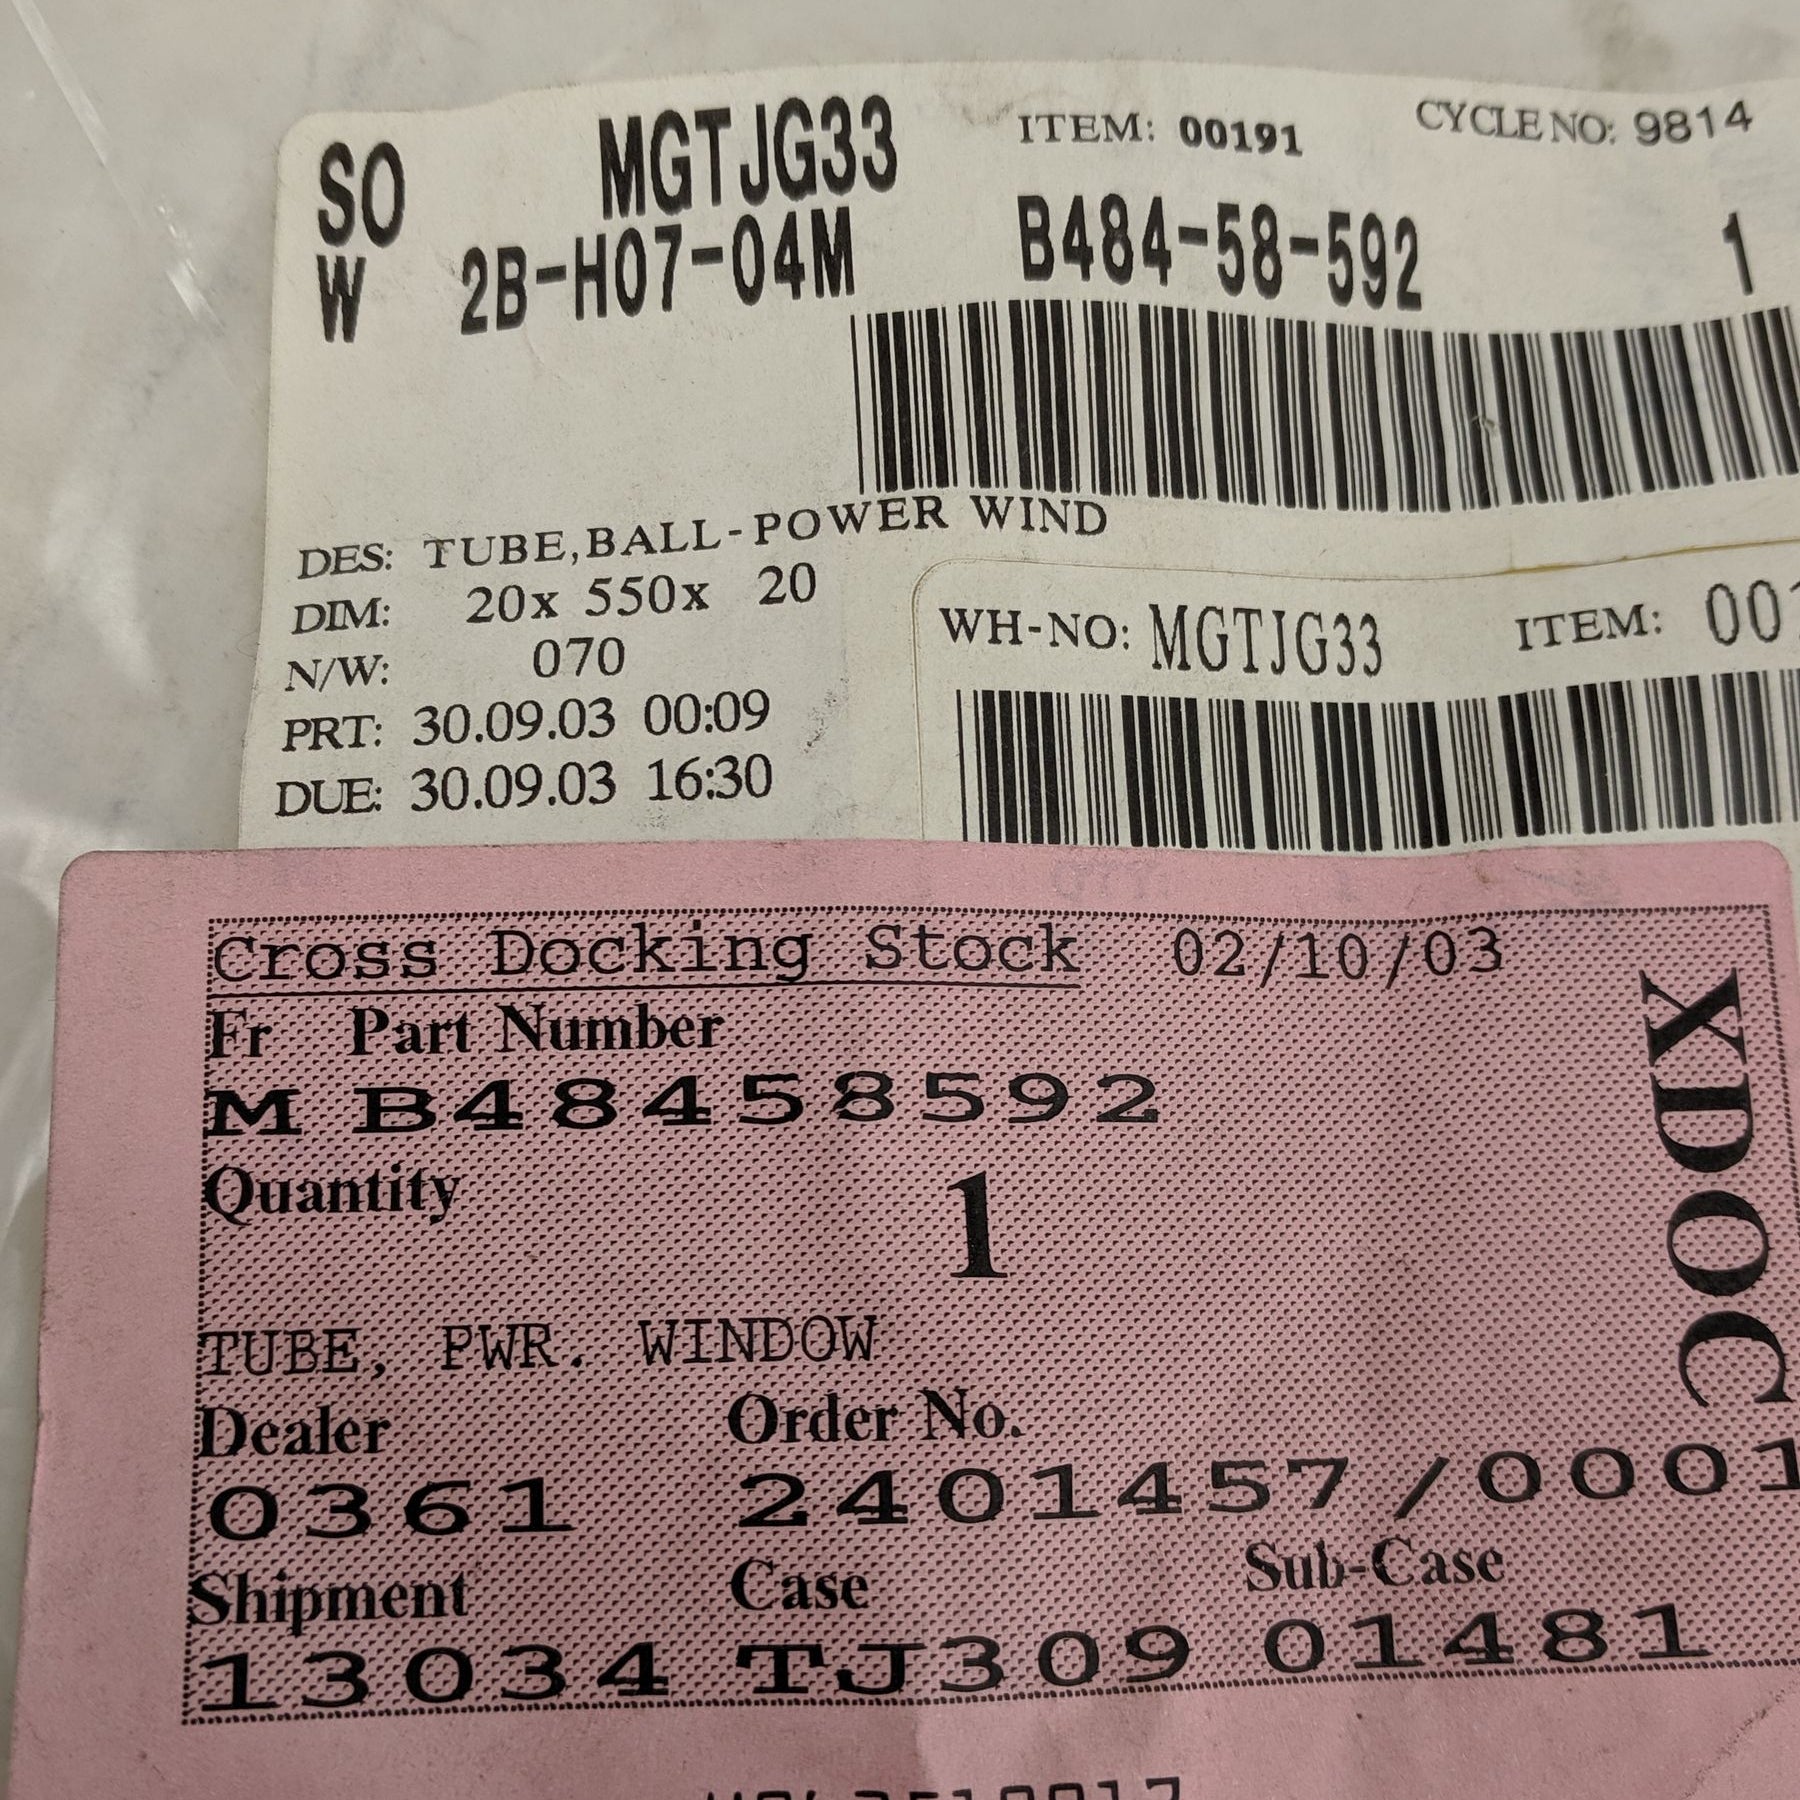 SO MGTJG33 ITEM: 00191 CYCLE NO: 9814
W 2B-H07-04M B484-58-592 1
DES: TUBE,BALL-POWER WIND
DIM: 20x 550x 20
N/W: 070
PRT: 30.09.03 00:09
DUE: 30.09.03 16:30
WH-NO: MGTJG33 ITEM:
Cross Docking Stock 02/10/03
XDOC
Fr Part Number
M B48458592
Quantity
1
TUBE, PWR. WINDOW
Dealer Order No.
0361 2401457/0001
Shipment Case Sub-Case
13034 TJ309 01481